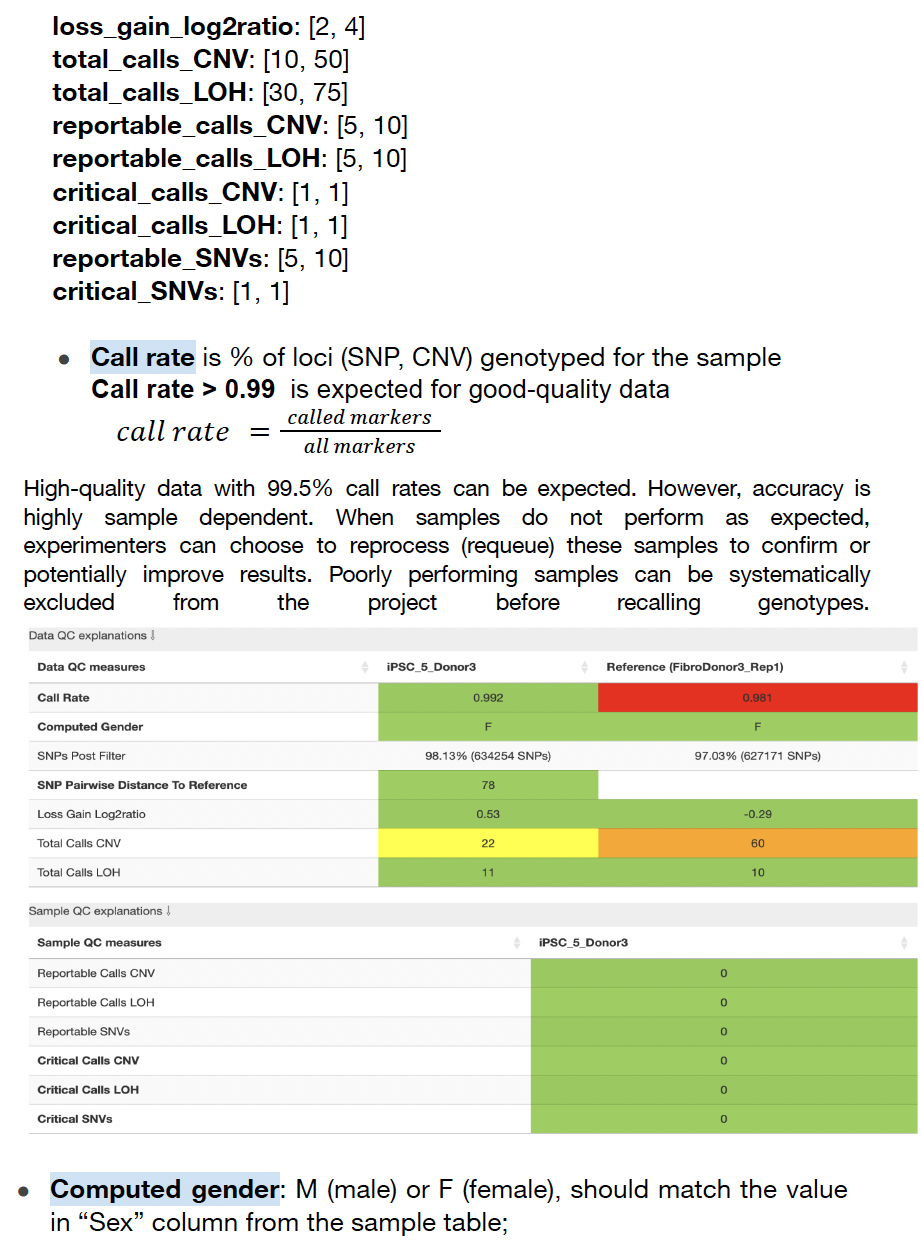 loss_gain_log2ratio: [2, 4]
total_calls_CNV: [10, 50]
total_calls_LOH: [30, 75]
reportable_calls_CNV: [5, 10]
reportable_calls_LOH: [5, 10]
critical_calls_CNV: [1, 1]
critical_calls_LOH: [1, 1]
reportable_SNVs: [5, 10]
critical_SNVs: [1, 1]
● Call rate is % of loci (SNP, CNV) genotyped for the sample
Call rate > 0.99 is expected for good-quality data
call rate = called markers / all markers
High-quality data with 99.5% call rates can be expected. However, accuracy is
highly sample dependent. When samples do not perform as expected,
experimenters can choose to reprocess (requeue) these samples to confirm or
potentially improve results. Poorly performing samples can be systematically
excluded from the project before recalling genotypes.
Data QC explanations ↓
Data QC measures iPSC_5_Donor3 Reference (FibroDonor3_Rep1)
Call Rate 0.992 0.981
Computed Gender F F
SNPs Post Filter 98.13% (634254 SNPs) 97.03% (627171 SNPs)
SNP Pairwise Distance To Reference 78
Loss Gain Log2ratio 0.53 -0.29
Total Calls CNV 22 60
Total Calls LOH 11 10
Sample QC explanations ↓
Sample QC measures iPSC_5_Donor3
Reportable Calls CNV 0
Reportable Calls LOH 0
Reportable SNVs 0
Critical Calls CNV 0
Critical Calls LOH 0
Critical SNVs 0
● Computed gender: M (male) or F (female), should match the value
in “Sex” column from the sample table;